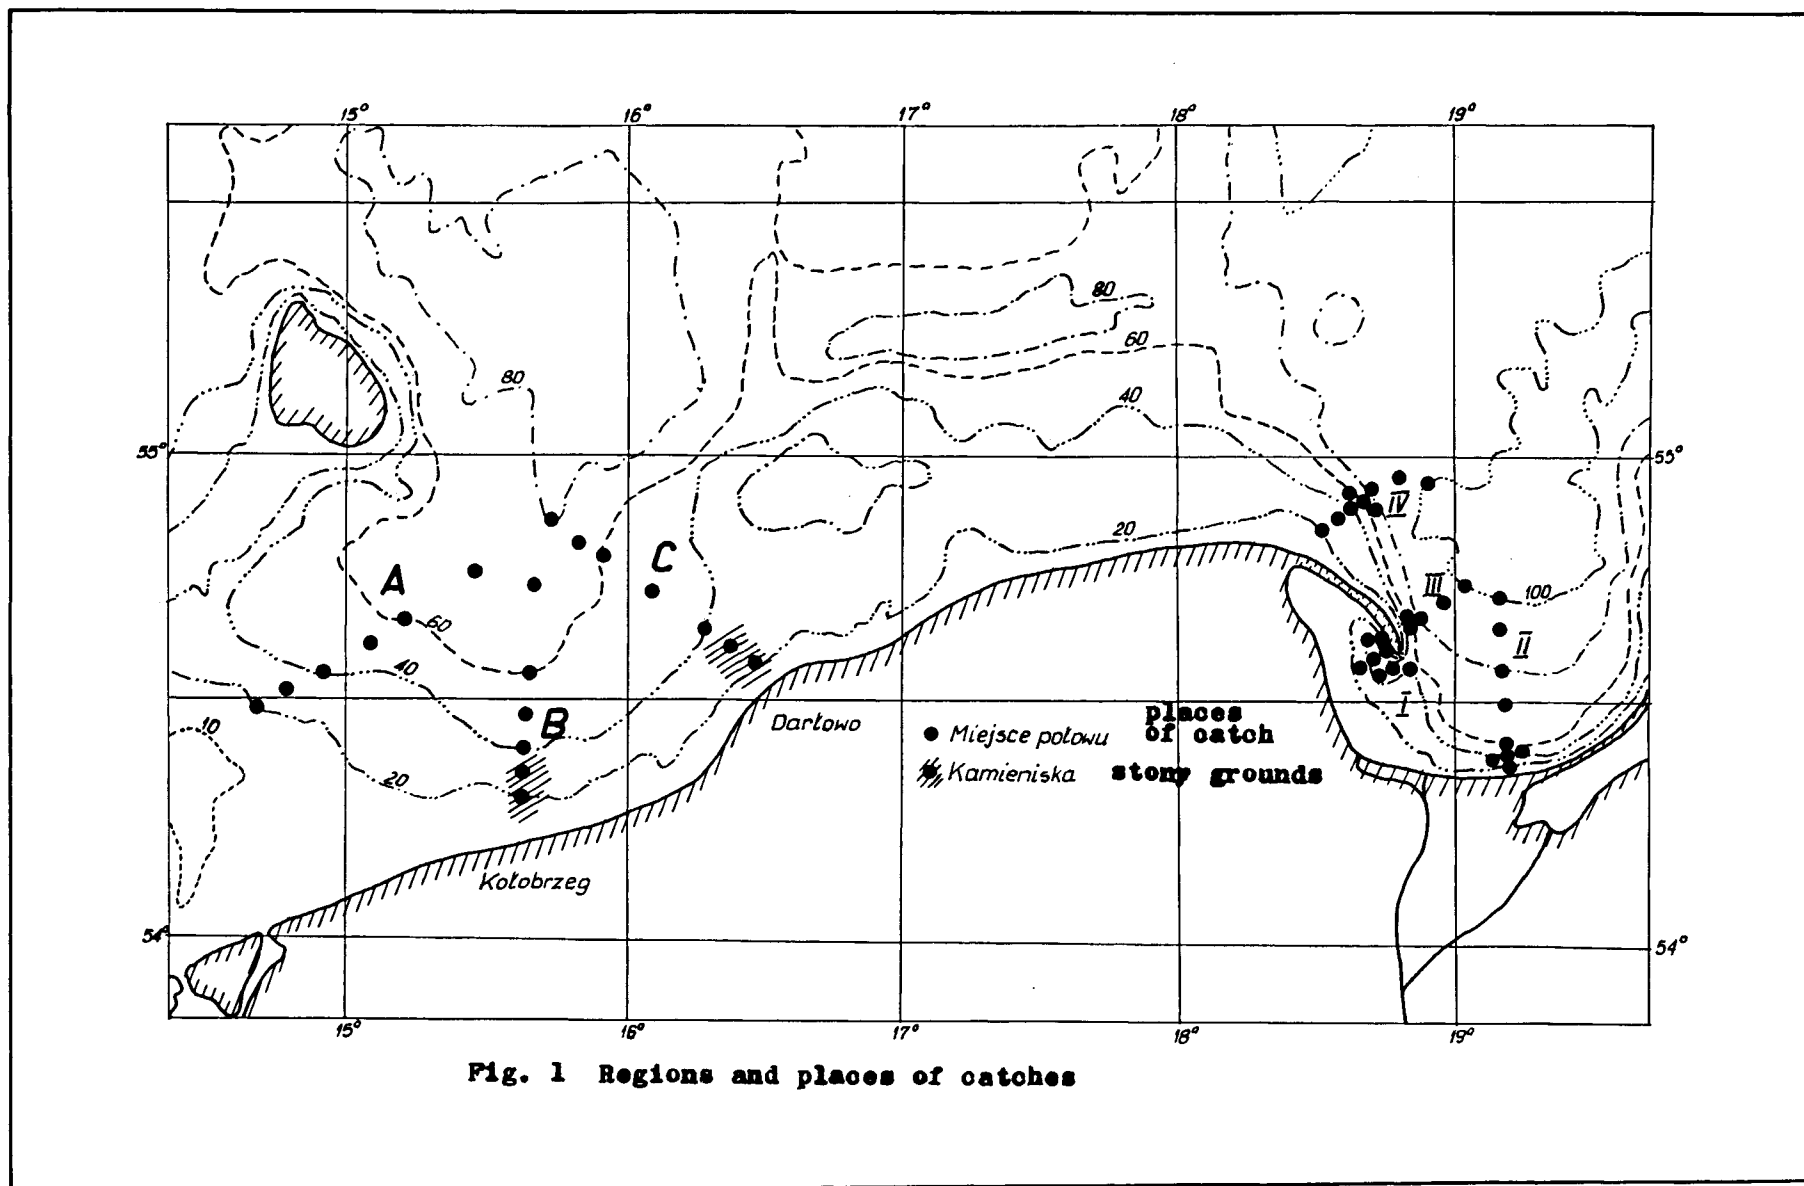 15° 16° 17° 18° 19°
80
60
80
40
55° 55°
20
IV
C
A
III
100
60
II
40
I
10
B
Darłowo
places
of catch
Miejsce połowu
20
Kamieniska stony grounds
Kołobrzeg
54° 54°
15° 16° 17° 18° 19°
Fig. 1 Regions and places of catches